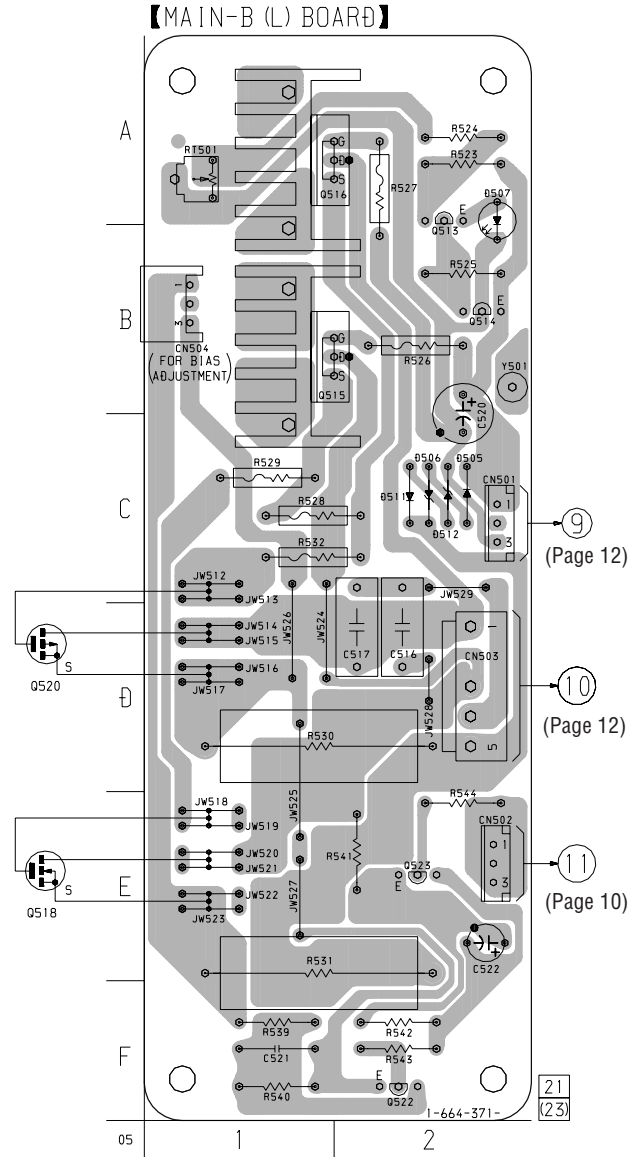 【MAIN-B (L) BOARD】
A
RT501
G
D
S
Q516
R527
R524
R523
D507
E
Q513
R525
E
Q514
B
1
3
CN504
(FOR BIAS
ADJUSTMENT)
G
D
S
Q515
R526
Y501
C520
+
C
R529
R528
R532
D506
D505
D511
D512
CN501
1
3
9
(Page 12)
JW512
JW513
JW514
JW515
JW516
JW517
JW526
JW524
JW529
C517
C516
JW528
CN503
1
5
10
(Page 12)
S
Q520
D
R530
JW525
JW518
JW519
JW520
JW521
JW522
JW523
JW527
R541
R544
CN502
1
3
11
(Page 10)
Q523
E
S
Q518
E
C522
+
R531
F
R539
C521
R540
R542
R543
E
Q522
1-664-371-
21
(23)
05
1
2